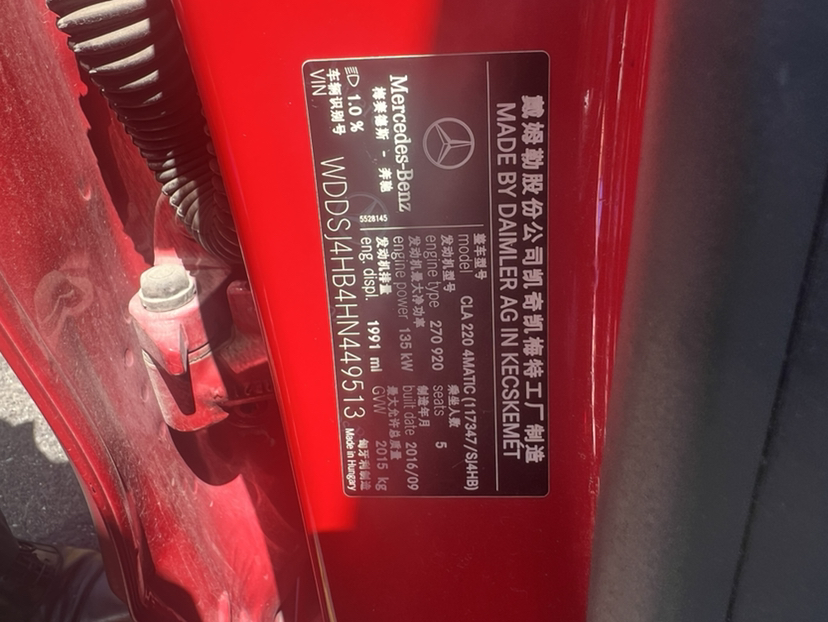 戴姆勒股份公司凯奇凯梅特工厂制造
MADE BY DAIMLER AG IN KECSKEMÉT
Mercedes-Benz
梅赛德斯 - 奔驰
5528145
整车型号
model CLA 220 4MATIC (117347/SJ4HB)
发动机型号 乘坐人数
engine type 270 920 seats 5
发动机最大净功率 制造年月
engine power 135 kW built date 2016/09
发动机排量 最大允许总质量
eng. displ. 1991 ml GVW 2015 kg
1.0 %
车辆识别号
VIN WDDSJ4HB4HN449513
匈牙利制造
Made in Hungary